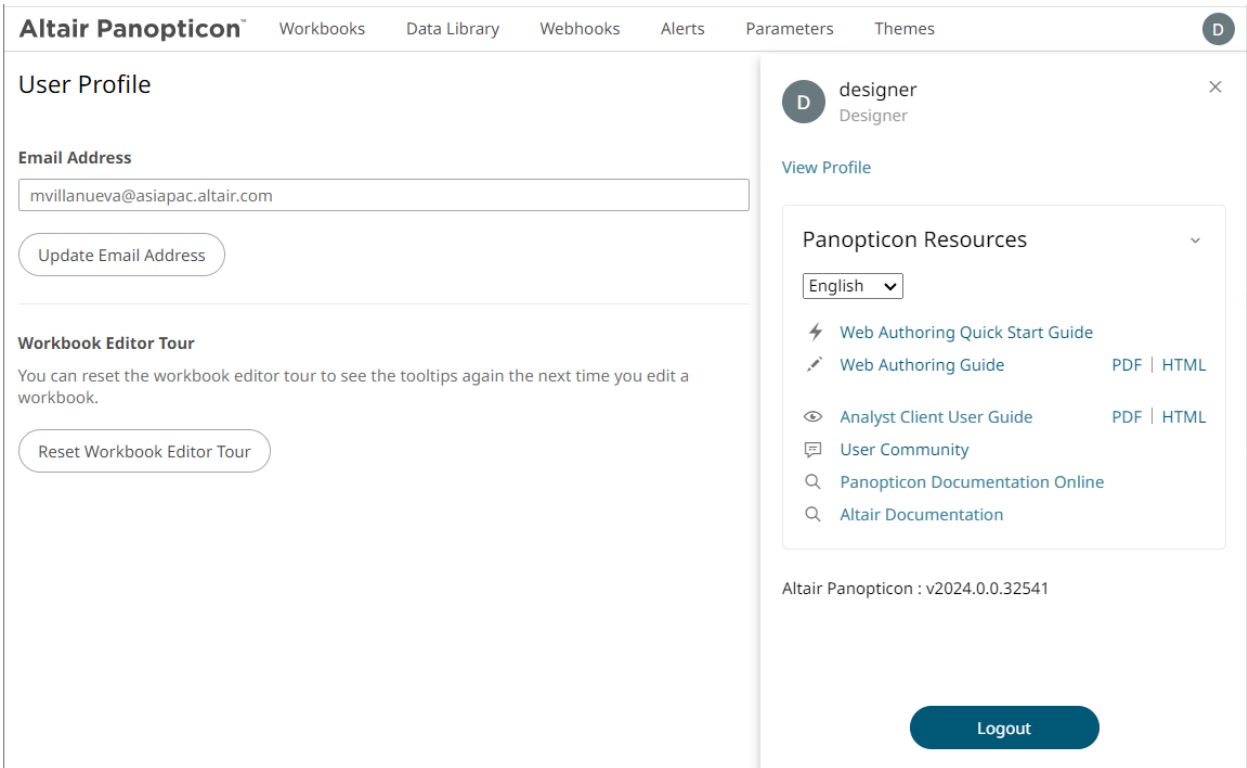 Altair Panopticon™ Workbooks Data Library Webhooks Alerts Parameters Themes D
User Profile
Email Address
mvillanueva@asiapac.altair.com
Update Email Address
Workbook Editor Tour
You can reset the workbook editor tour to see the tooltips again the next time you edit a
workbook.
Reset Workbook Editor Tour
D
designer
Designer
View Profile
Panopticon Resources
English
Web Authoring Quick Start Guide
Web Authoring Guide PDF | HTML
Analyst Client User Guide PDF | HTML
User Community
Panopticon Documentation Online
Altair Documentation
Altair Panopticon : v2024.0.0.32541
Logout